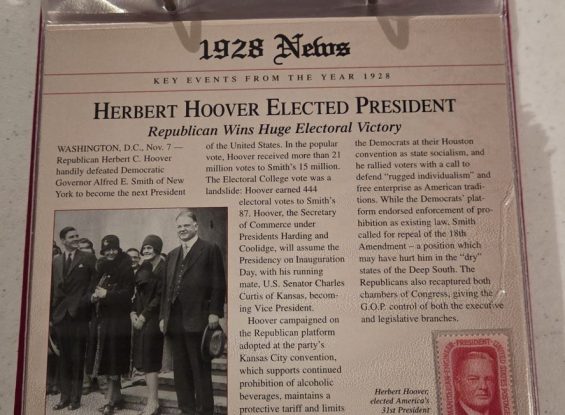 1928 News
KEY EVENTS FROM THE YEAR 1928
HERBERT HOOVER ELECTED PRESIDENT
Republican Wins Huge Electoral Victory
WASHINGTON, D.C., Nov. 7 —
Republican Herbert C. Hoover
handily defeated Democratic
Governor Alfred E. Smith of New
York to become the next President
of the United States. In the popular
vote, Hoover received more than 21
million votes to Smith's 15 million.
The Electoral College vote was a
landslide: Hoover earned 444
electoral votes to Smith's
87. Hoover, the Secretary
of Commerce under
Presidents Harding and
Coolidge, will assume the
Presidency on Inauguration
Day, with his running
mate, U.S. Senator Charles
Curtis of Kansas, becom-
ing Vice President.
Hoover campaigned on
the Republican platform
adopted at the party's
Kansas City convention,
which supports continued
prohibition of alcoholic
beverages, maintains a
protective tariff and limits
the Democrats at their Houston
convention as state socialism, and
he rallied voters with a call to
defend "rugged individualism" and
free enterprise as American tradi-
tions. While the Democrats' plat-
form endorsed enforcement of pro-
hibition as existing law, Smith
called for repeal of the 18th
Amendment – a position which
may have hurt him in the "dry"
states of the Deep South. The
Republicans also recaptured both
chambers of Congress, giving the
G.O.P. control of both the executive
and legislative branches.
Herbert Hoover,
elected America's
31st President